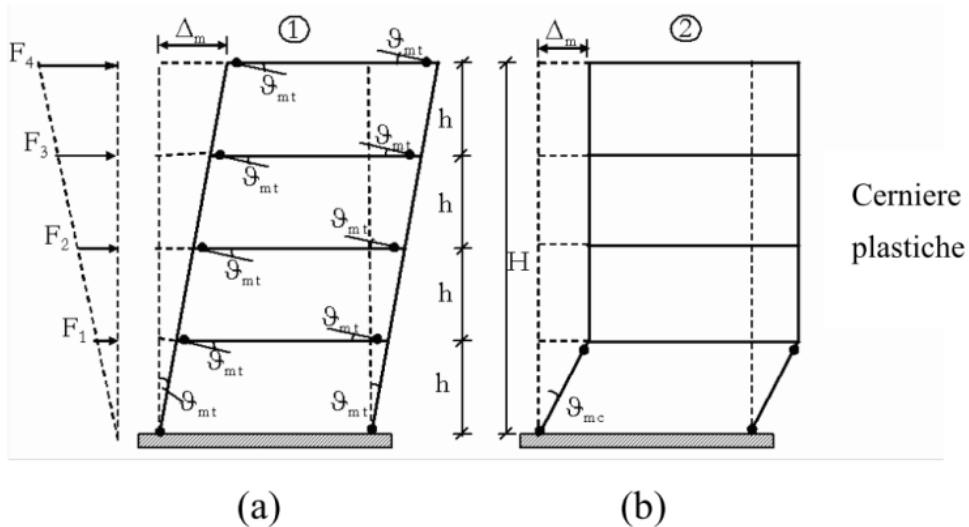 Δm
①
ϑmt
F4
ϑmt
h
ϑmt
F3
ϑmt
h
ϑmt
F2
ϑmt
h
ϑmt
F1
ϑmt
h
ϑmt
ϑmt
(a)
Δm
②
H
ϑmc
(b)
Cerniere
plastiche